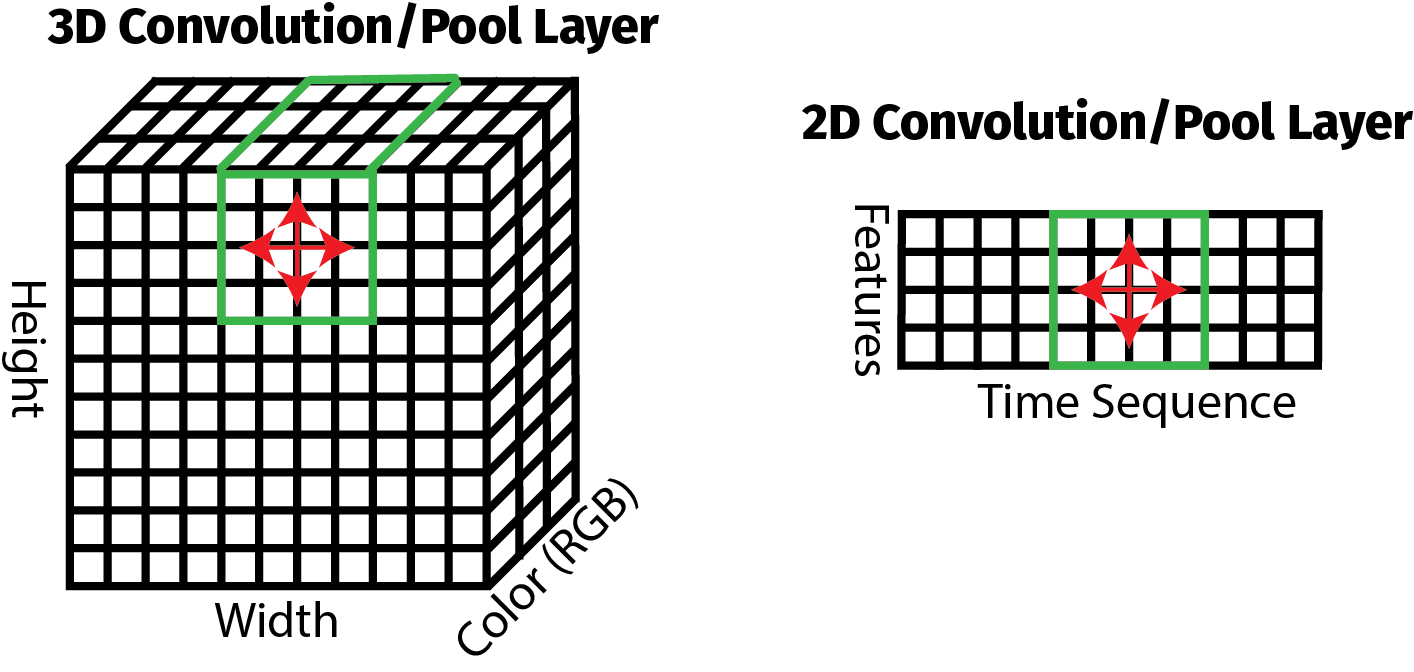 3D Convolution/Pool Layer
Height
Width
Color (RGB)
2D Convolution/Pool Layer
Features
Time Sequence